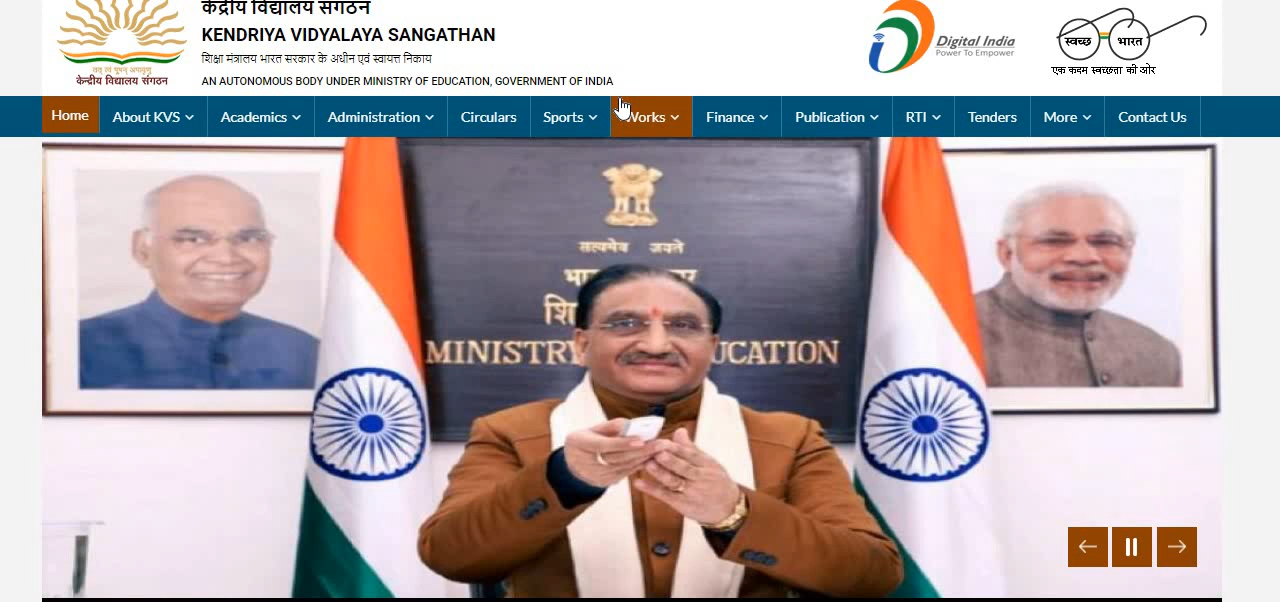 केंद्रीय विद्यालय संगठन
KENDRIYA VIDYALAYA SANGATHAN
शिक्षा मंत्रालय भारत सरकार के अधीन एवं स्वायत्त निकाय
AN AUTONOMOUS BODY UNDER MINISTRY OF EDUCATION, GOVERNMENT OF INDIA
केन्द्रीय विद्यालय संगठन
Digital India
Power To Empower
स्वच्छ भारत
एक कदम स्वच्छता की ओर
Home About KVS Academics Administration Circulars Sports Works Finance Publication RTI Tenders More Contact Us
सत्यमेव जयते
MINISTRY UCATION